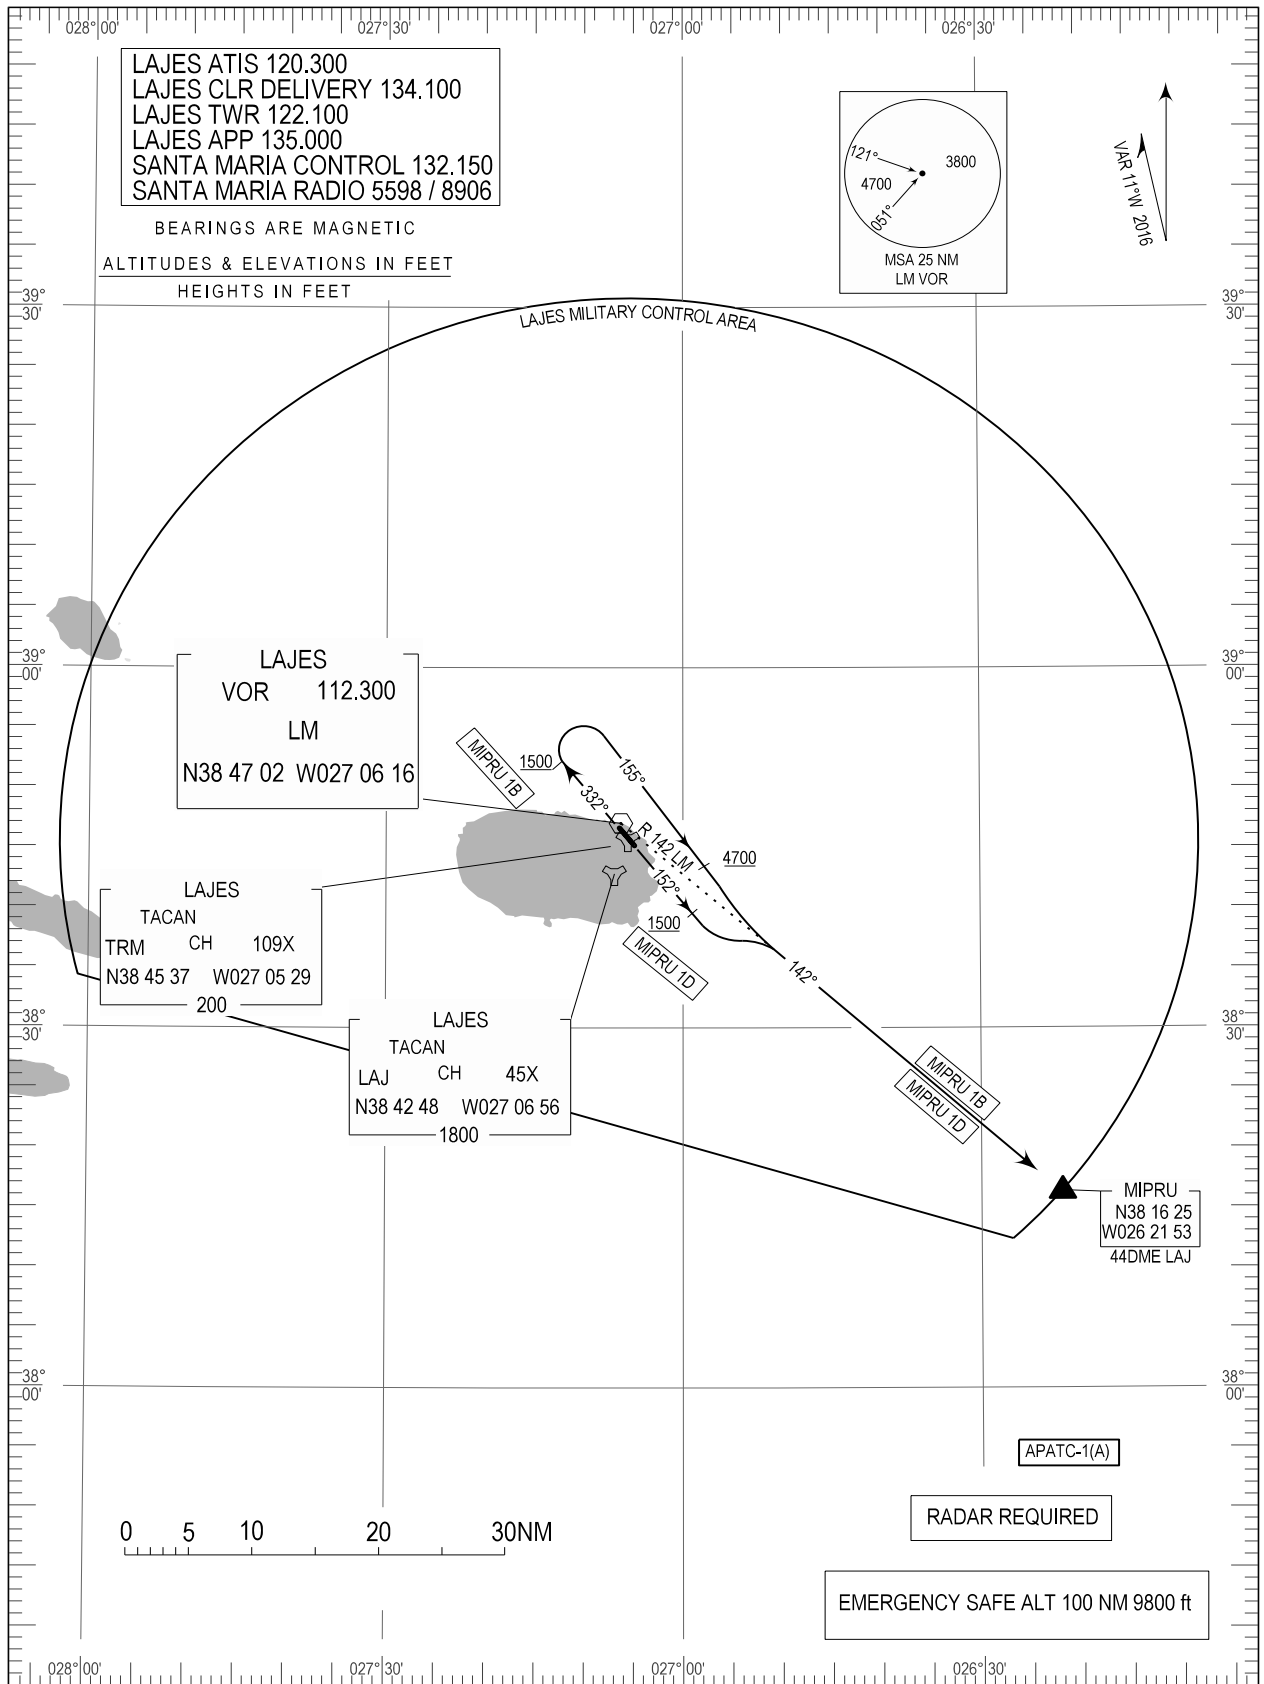 028° 00'
027° 30'
027° 00'
026° 30'
LAJES ATIS 120.300
LAJES CLR DELIVERY 134.100
LAJES TWR 122.100
LAJES APP 135.000
SANTA MARIA CONTROL 132.150
SANTA MARIA RADIO 5598 / 8906
BEARINGS ARE MAGNETIC
ALTITUDES & ELEVATIONS IN FEET
HEIGHTS IN FEET
121°
3800
4700
051°
MSA 25 NM
LM VOR
VAR 11°W 2016
39°
30'
39°
30'
LAJES MILITARY CONTROL AREA
39°
00'
39°
00'
LAJES
VOR 112.300
LM
N38 47 02 W027 06 16
MIPRU 1B
1500
332°
155°
R 142 LM
4700
152°
1500
MIPRU 1D
142°
LAJES
TACAN
TRM CH 109X
N38 45 37 W027 05 29
200
38°
30'
38°
30'
LAJES
TACAN
LAJ CH 45X
N38 42 48 W027 06 56
1800
MIPRU 1B
MIPRU 1D
MIPRU
N38 16 25
W026 21 53
44DME LAJ
38°
00'
38°
00'
APATC-1(A)
RADAR REQUIRED
0 5 10 20 30NM
EMERGENCY SAFE ALT 100 NM 9800 ft
028° 00'
027° 30'
027° 00'
026° 30'